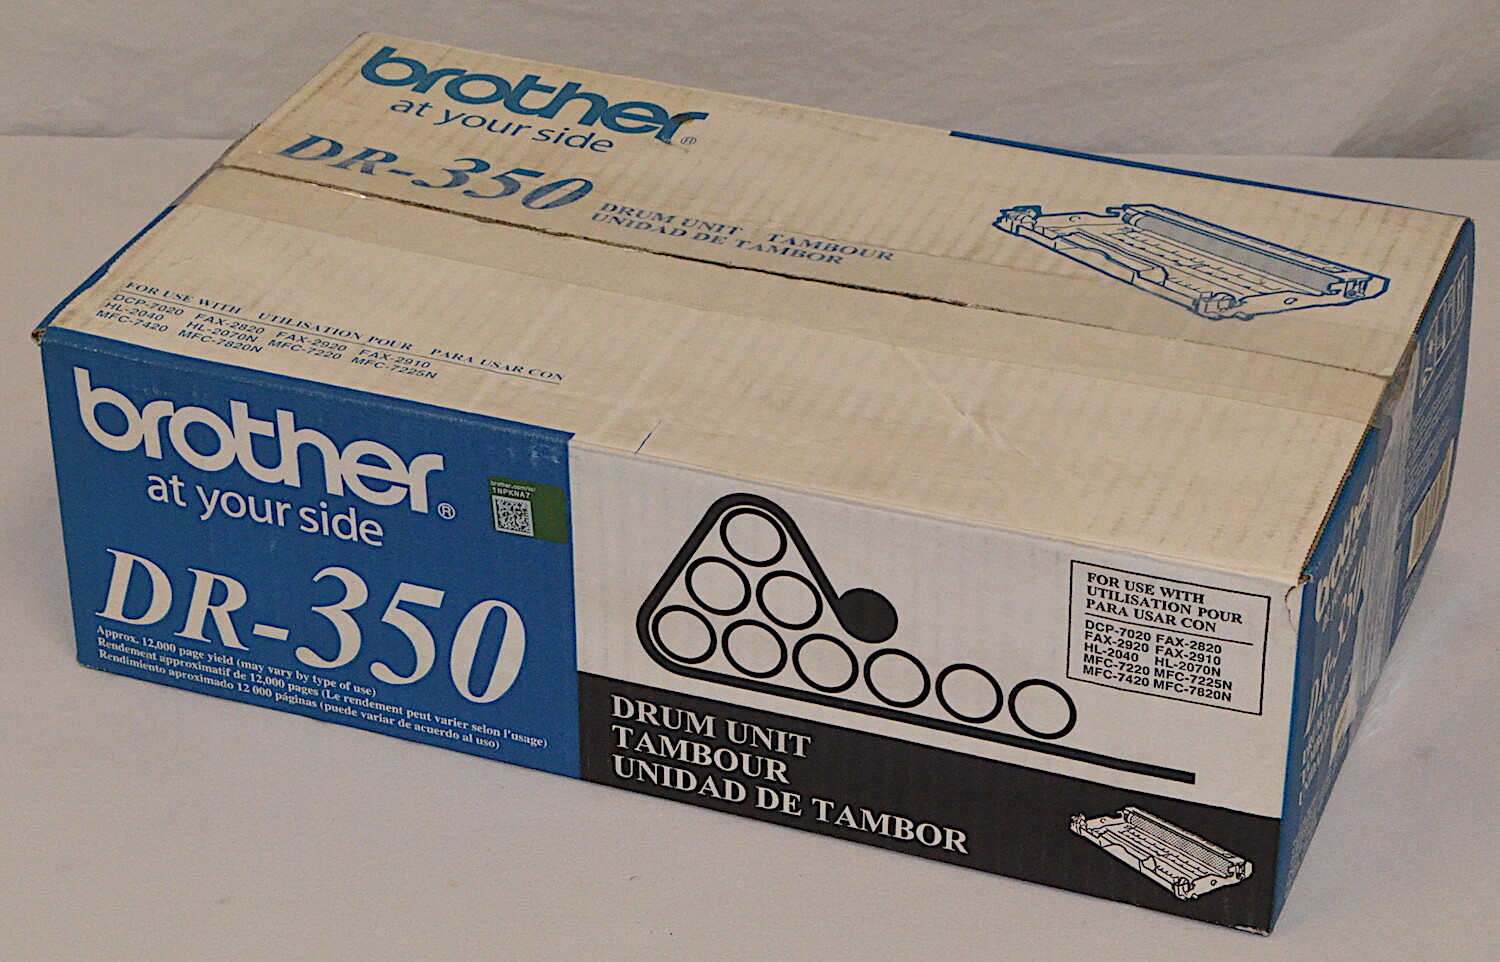 brother®
at your side
DR-350
DRUM UNIT TAMBOUR
UNIDAD DE TAMBOR
FOR USE WITH UTILISATION POUR PARA USAR CON
DCP-7020 FAX-2820 FAX-2920 FAX-2910
HL-2040 HL-2070N MFC-7220 MFC-7225N
MFC-7420 MFC-7820N
brother®
at your side
1NPKNA7
DR-350
Approx. 12,000 page yield (may vary by type of use)
Rendement approximatif de 12,000 pages (Le rendement peut varier selon l'usage)
Rendimiento aproximado 12 000 páginas (puede variar de acuerdo al uso)
FOR USE WITH
UTILISATION POUR
PARA USAR CON
DCP-7020 FAX-2820
FAX-2920 FAX-2910
HL-2040 HL-2070N
MFC-7220 MFC-7225N
MFC-7420 MFC-7820N
DRUM UNIT
TAMBOUR
UNIDAD DE TAMBOR
brother